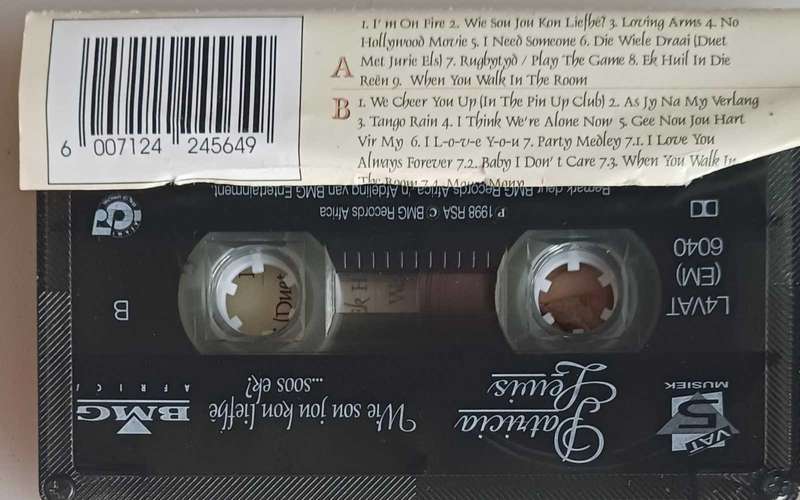 1. I' m On Fire 2. Wie Sou Jou Kon Liefhê? 3. Loving Arms 4. No
Hollywood Movie 5. I Need Someone 6. Die Wiele Draai (Duet
A Met Jurie Els) 7. Rugbytyd / Play The Game 8. Ek Huil In Die
Reën 9. When You Walk In The Room
B 1. We Cheer You Up (In The Pin Up Club) 2. As Jy Na My Verlang
3. Tango Rain 4. I Think We're Alone Now 5. Gee Nou Jou Hart
Vir My 6. I L-o-v-e Y-o-u 7. Party Medley 7.1. I Love You
Always Forever 7.2. Baby I Don' t Care 7.3. When You Walk In
The Room 7.4. Mony Mony
6 007124 245649
Bemark deur BMG Records Africa, 'n Afdeling van BMG Entertainment
P 1998 RSA © BMG Records Africa
L4VAT
(EM)
6040
B
Patricia
Lewis
Wie sou jou kon liefhê
...soos ek?
VAT 5
MUSIEK
BMG
AFRICA